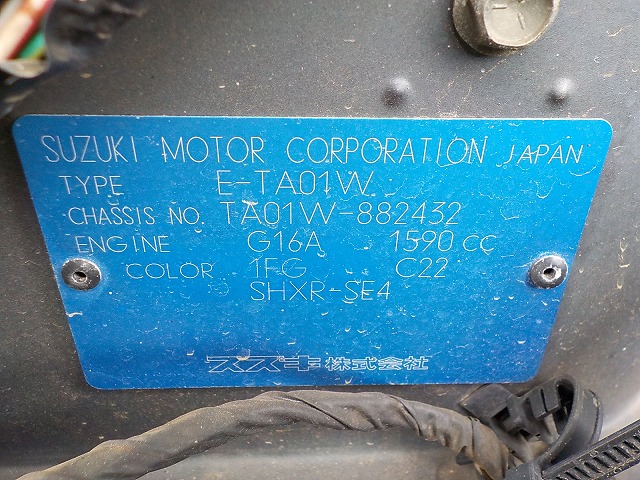 SUZUKI MOTOR CORPORATION JAPAN
TYPE E-TA01W
CHASSIS NO. TA01W-882432
ENGINE G16A 1590 CC
COLOR 1FG C22
SHXR-SE4
スズキ株式会社